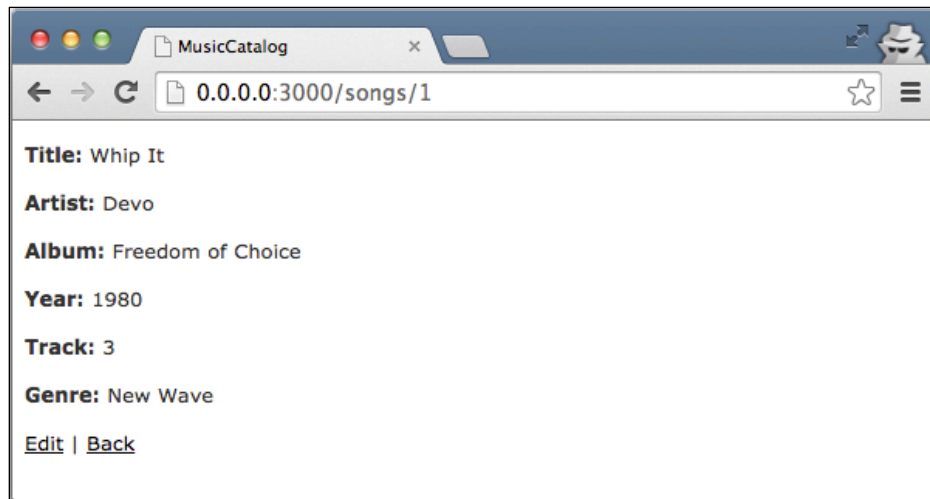 MusicCatalog
0.0.0.0:3000/songs/1
Title: Whip It
Artist: Devo
Album: Freedom of Choice
Year: 1980
Track: 3
Genre: New Wave
Edit | Back